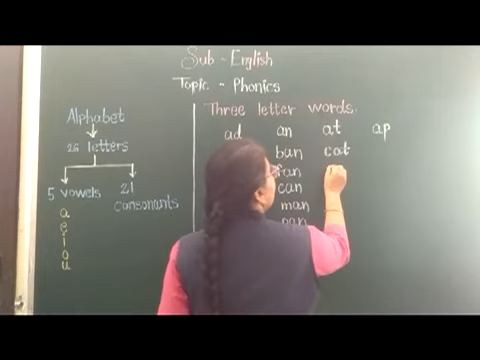 Sub - English
Topic - Phonics
Alphabet
26 letters
5 vowels
21 consonants
a
e
i
o
u
Three letter words.
ad an at ap
ban cat
fan
can
man